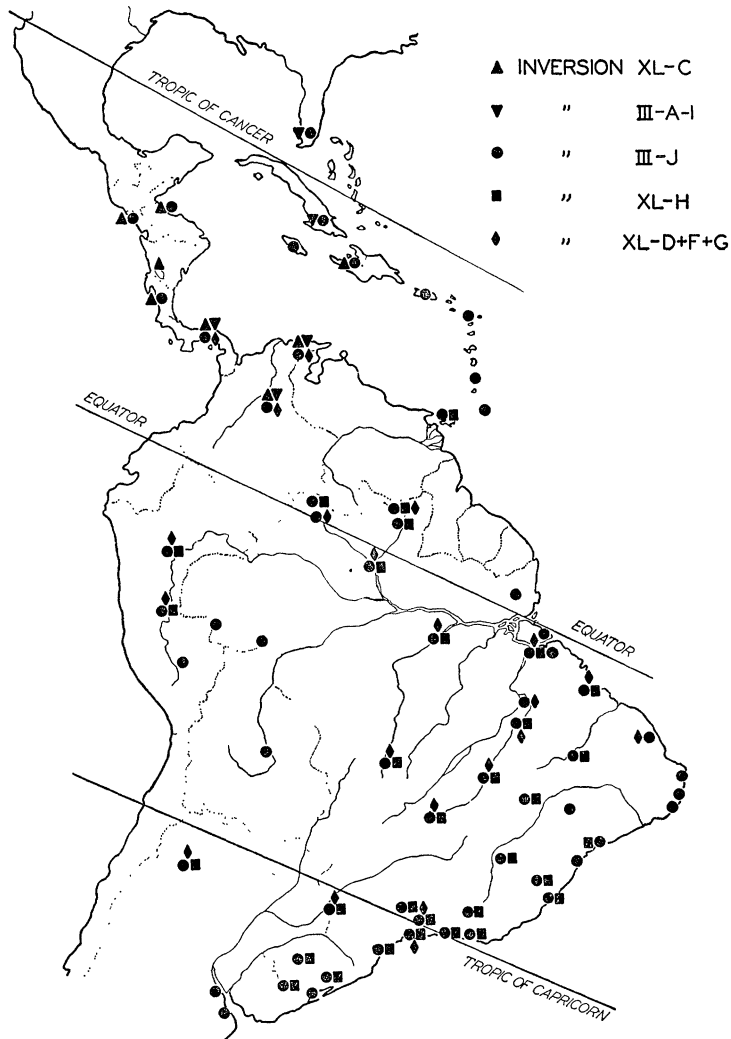 ▲ INVERSION XL-C
▼ " III-A-I
● " III-J
■ " XL-H
♦ " XL-D+F+G
TROPIC OF CANCER
EQUATOR
EQUATOR
TROPIC OF CAPRICORN